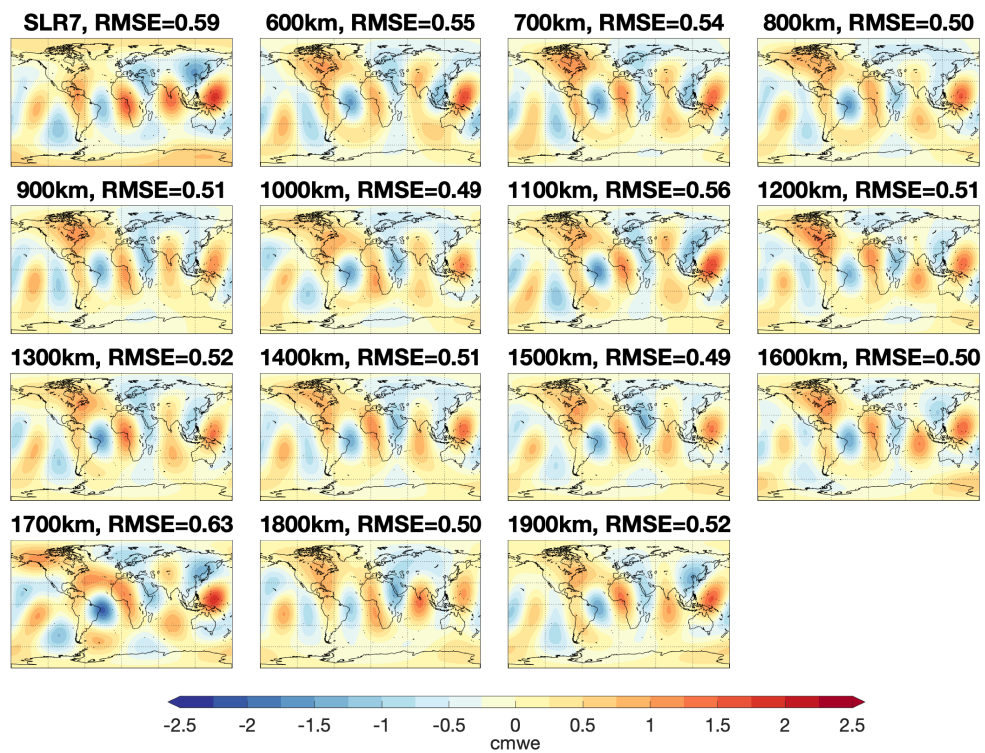 SLR7, RMSE=0.59
600km, RMSE=0.55
700km, RMSE=0.54
800km, RMSE=0.50
900km, RMSE=0.51
1000km, RMSE=0.49
1100km, RMSE=0.56
1200km, RMSE=0.51
1300km, RMSE=0.52
1400km, RMSE=0.51
1500km, RMSE=0.49
1600km, RMSE=0.50
1700km, RMSE=0.63
1800km, RMSE=0.50
1900km, RMSE=0.52
-2.5 -2 -1.5 -1 -0.5 0 0.5 1 1.5 2 2.5
cmwe